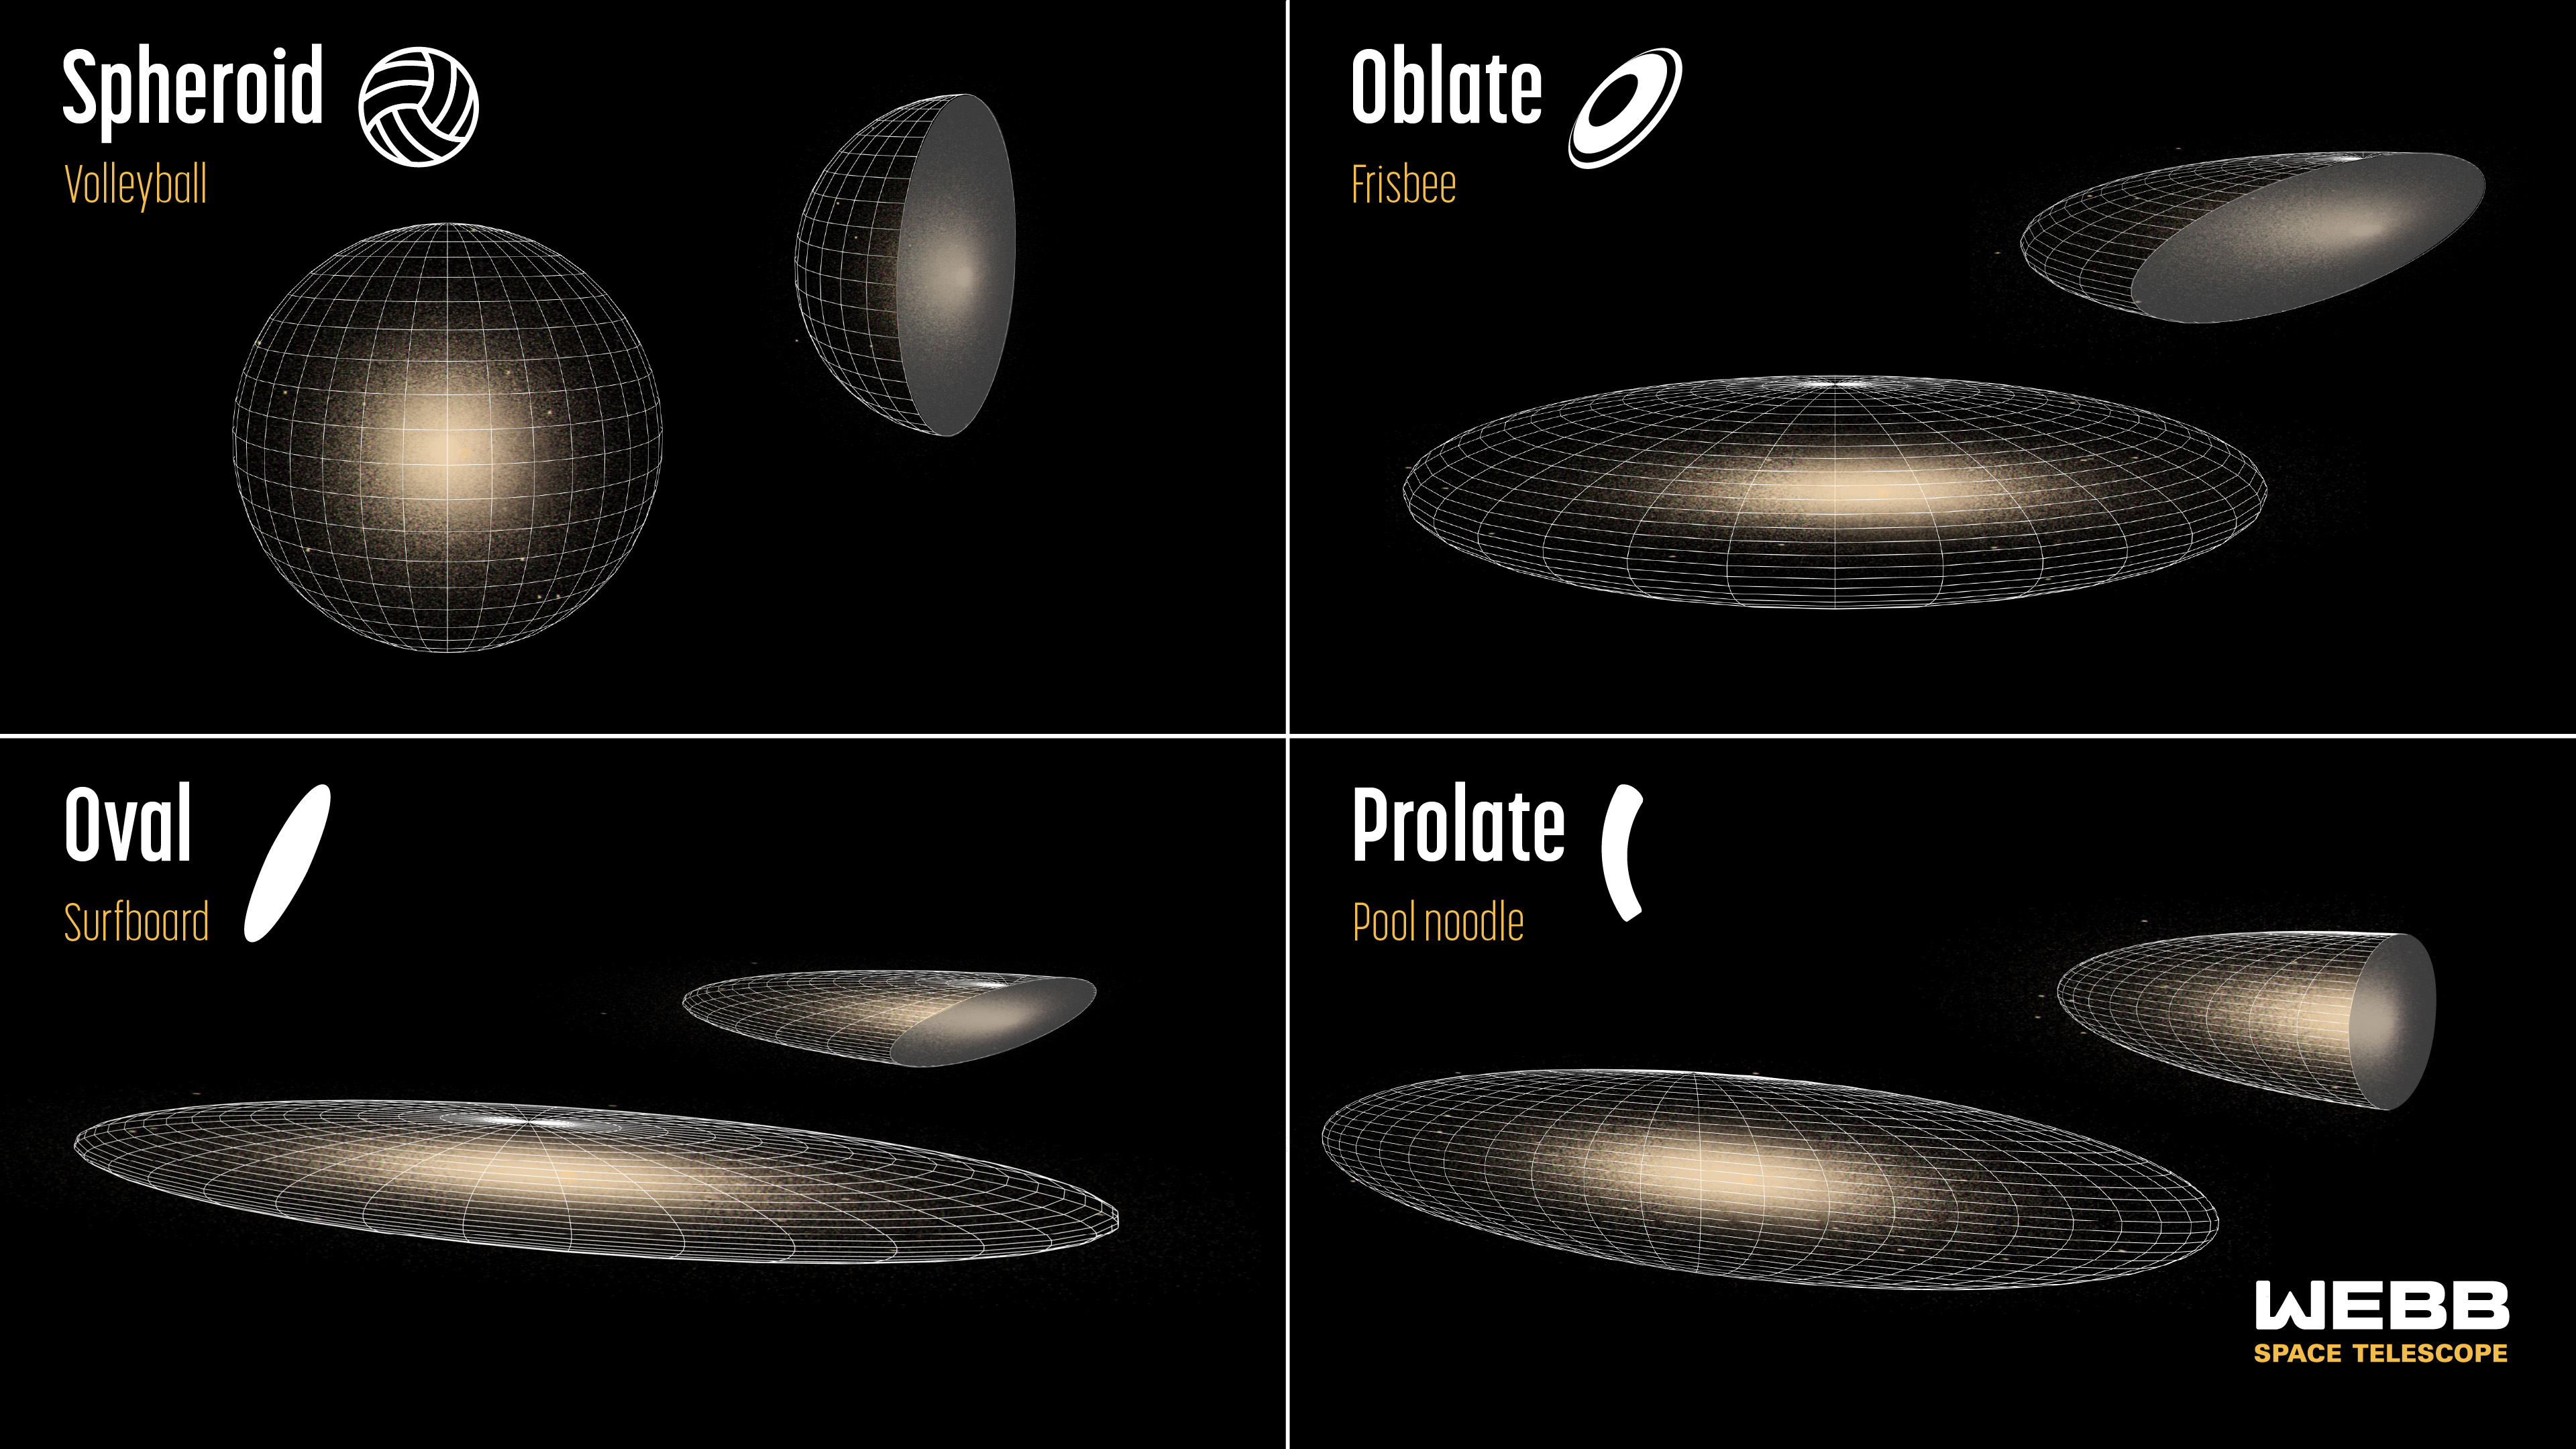 Spheroid
Volleyball
Oblate
Frisbee
Oval
Surfboard
Prolate
Pool noodle
WEBB
SPACE TELESCOPE